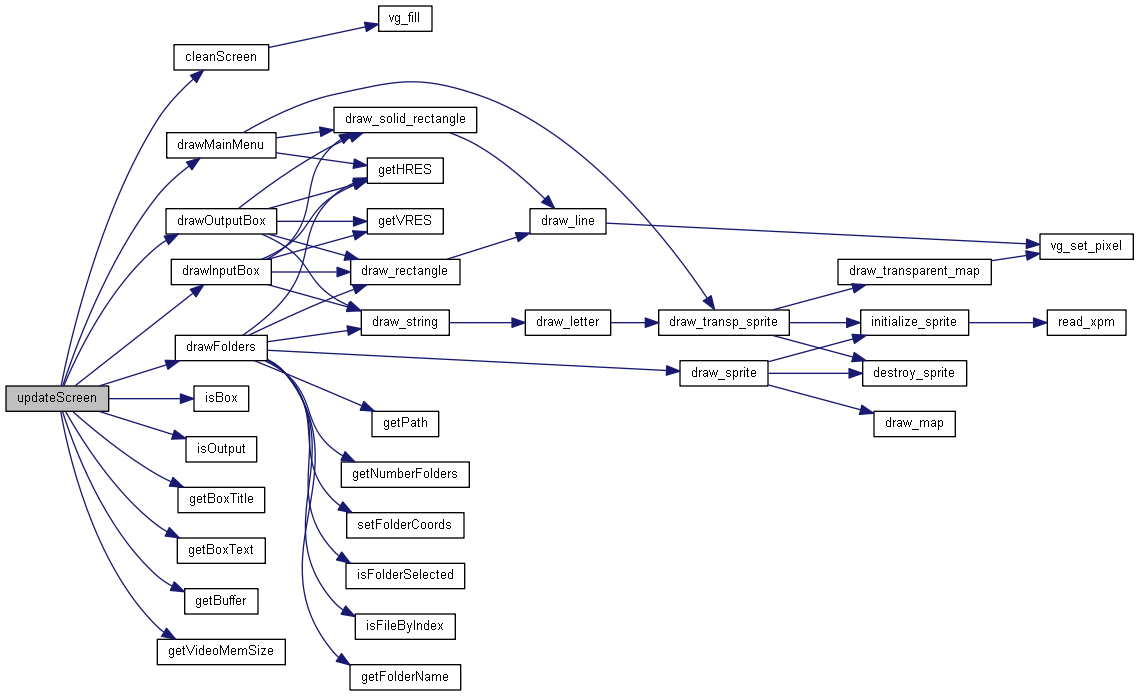 vg_fill
cleanScreen
draw_solid_rectangle
drawMainMenu
getHRES
drawOutputBox
getVRES
draw_line
vg_set_pixel
drawInputBox
draw_rectangle
draw_transparent_map
draw_string
draw_letter
draw_transp_sprite
initialize_sprite
read_xpm
drawFolders
draw_sprite
destroy_sprite
updateScreen
isBox
getPath
draw_map
isOutput
getNumberFolders
getBoxTitle
setFolderCoords
getBoxText
isFolderSelected
getBuffer
isFileByIndex
getVideoMemSize
getFolderName